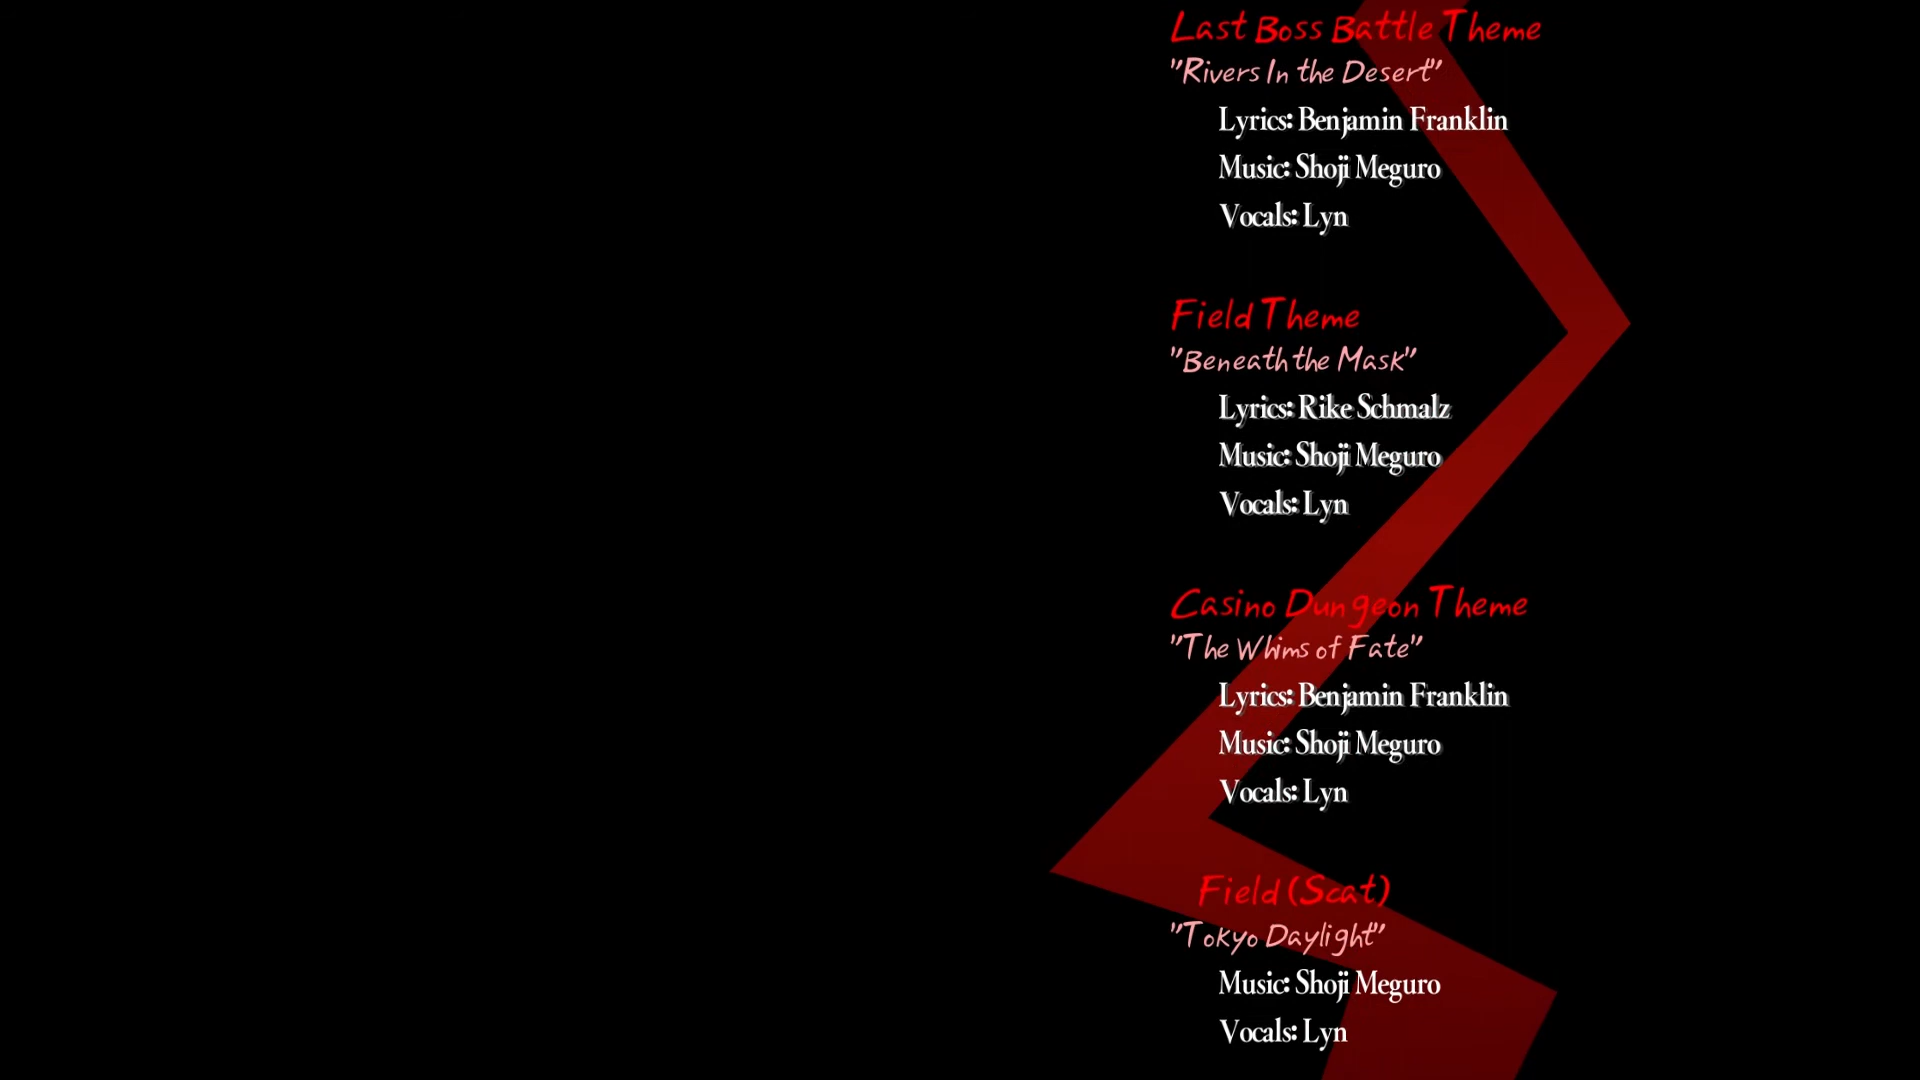 Last Boss Battle Theme
"Rivers In the Desert"
Lyrics: Benjamin Franklin
Music: Shoji Meguro
Vocals: Lyn
Field Theme
"Beneath the Mask"
Lyrics: Rike Schmalz
Music: Shoji Meguro
Vocals: Lyn
Casino Dungeon Theme
"The Whims of Fate"
Lyrics: Benjamin Franklin
Music: Shoji Meguro
Vocals: Lyn
Field (Scat)
"Tokyo Daylight"
Music: Shoji Meguro
Vocals: Lyn